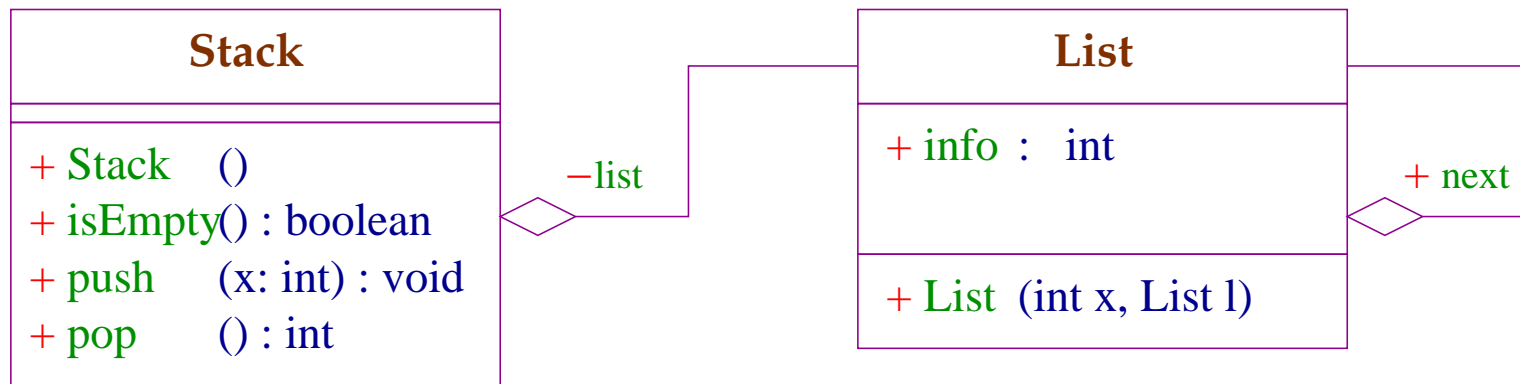 Stack
+ Stack ()
+ isEmpty() : boolean
+ push (x: int) : void
+ pop () : int
−list
List
+ info : int
+ List (int x, List l)
+ next